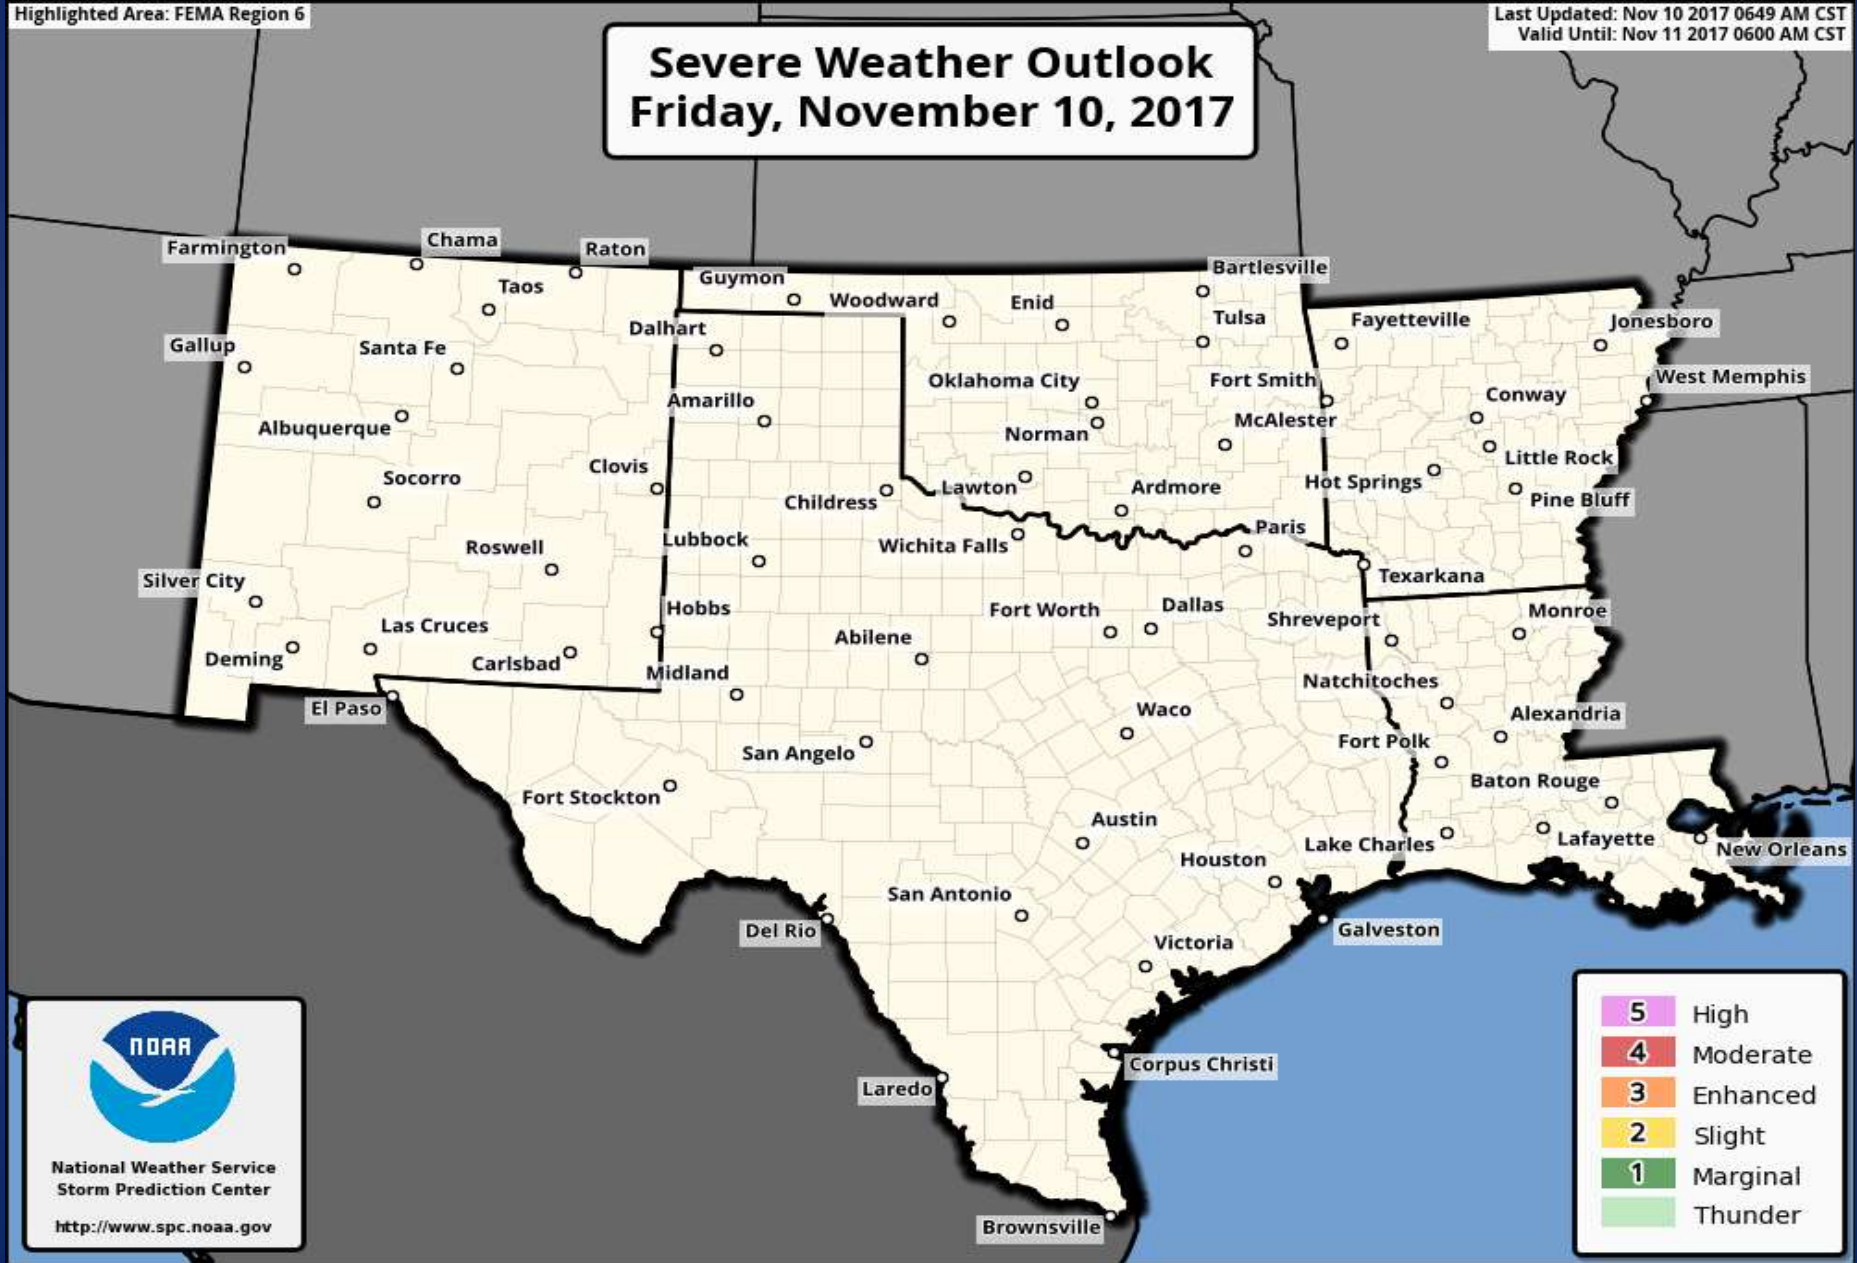 Highlighted Area: FEMA Region 6
Last Updated: Nov 10 2017 0649 AM CST
Valid Until: Nov 11 2017 0600 AM CST
Severe Weather Outlook
Friday, November 10, 2017
Farmington
Chama
Raton
Taos
Guymon
Woodward
Enid
Bartlesville
Tulsa
Fayetteville
Jonesboro
Dalhart
Gallup
Santa Fe
Oklahoma City
Fort Smith
West Memphis
Conway
Amarillo
Albuquerque
Norman
McAlester
Little Rock
Clovis
Socorro
Hot Springs
Childress
Lawton
Ardmore
Pine Bluff
Paris
Lubbock
Wichita Falls
Roswell
Texarkana
Silver City
Hobbs
Fort Worth
Dallas
Shreveport
Monroe
Las Cruces
Abilene
Deming
Carlsbad
Midland
Natchitoches
El Paso
Waco
Alexandria
San Angelo
Fort Polk
Baton Rouge
Fort Stockton
Austin
Lake Charles
Lafayette
New Orleans
Houston
San Antonio
Del Rio
Galveston
Victoria
Corpus Christi
Laredo
Brownsville
NOAA
National Weather Service
Storm Prediction Center
http://www.spc.noaa.gov
5 High
4 Moderate
3 Enhanced
2 Slight
1 Marginal
Thunder